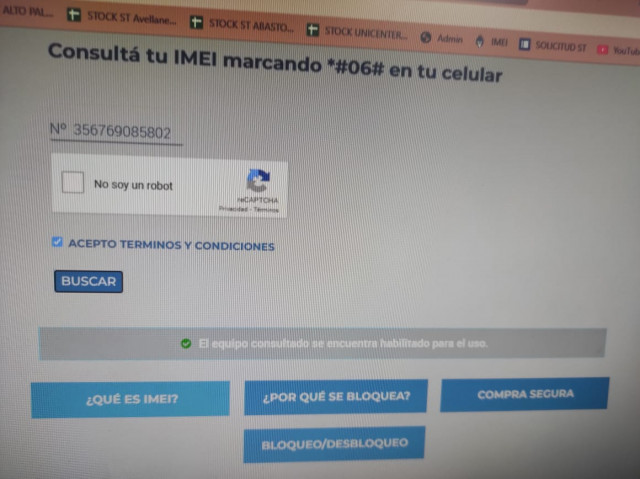 ALTO PAL...
STOCK ST Avellane...
STOCK ST ABASTO...
STOCK UNICENTER...
Admin
IMEI
SOLICITUD ST
YouTub
Consultá tu IMEI marcando *#06# en tu celular
Nº 356769085802
No soy un robot
reCAPTCHA
Privacidad - Términos
ACEPTO TERMINOS Y CONDICIONES
BUSCAR
El equipo consultado se encuentra habilitado para el uso.
¿QUÉ ES IMEI?
¿POR QUÉ SE BLOQUEA?
COMPRA SEGURA
BLOQUEO/DESBLOQUEO